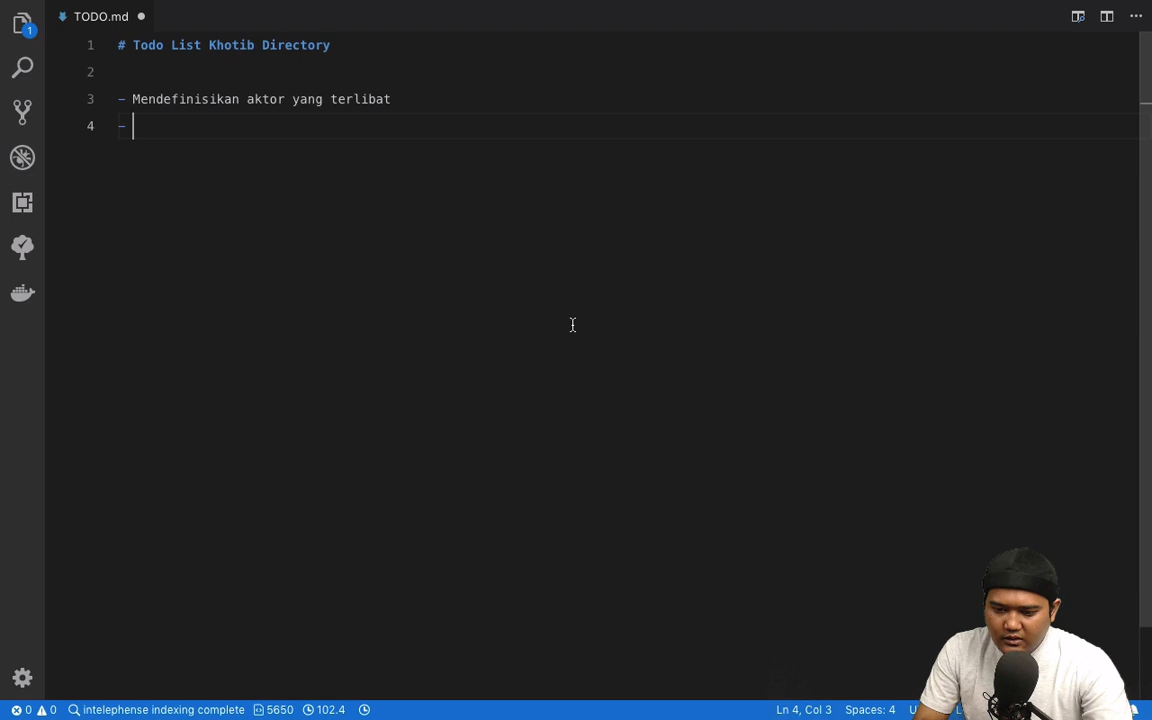 TODO.md
1 # Todo List Khotib Directory
2
3 - Mendefinisikan aktor yang terlibat
4 -
1
0 0 intelephense indexing complete 5650 102.4 Ln 4, Col 3 Spaces: 4